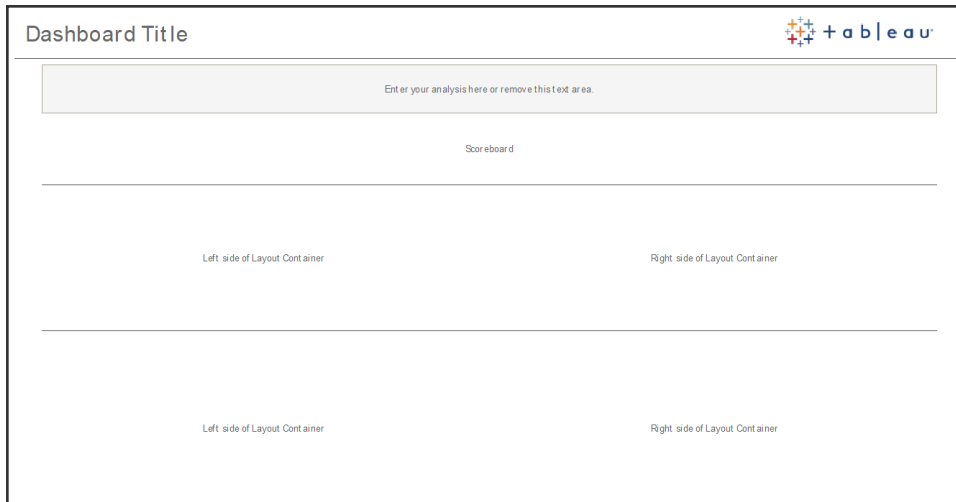 Dashboard Title
+ableau
Enter your analysis here or remove this text area.
Scoreboard
Left side of Layout Container
Right side of Layout Container
Left side of Layout Container
Right side of Layout Container